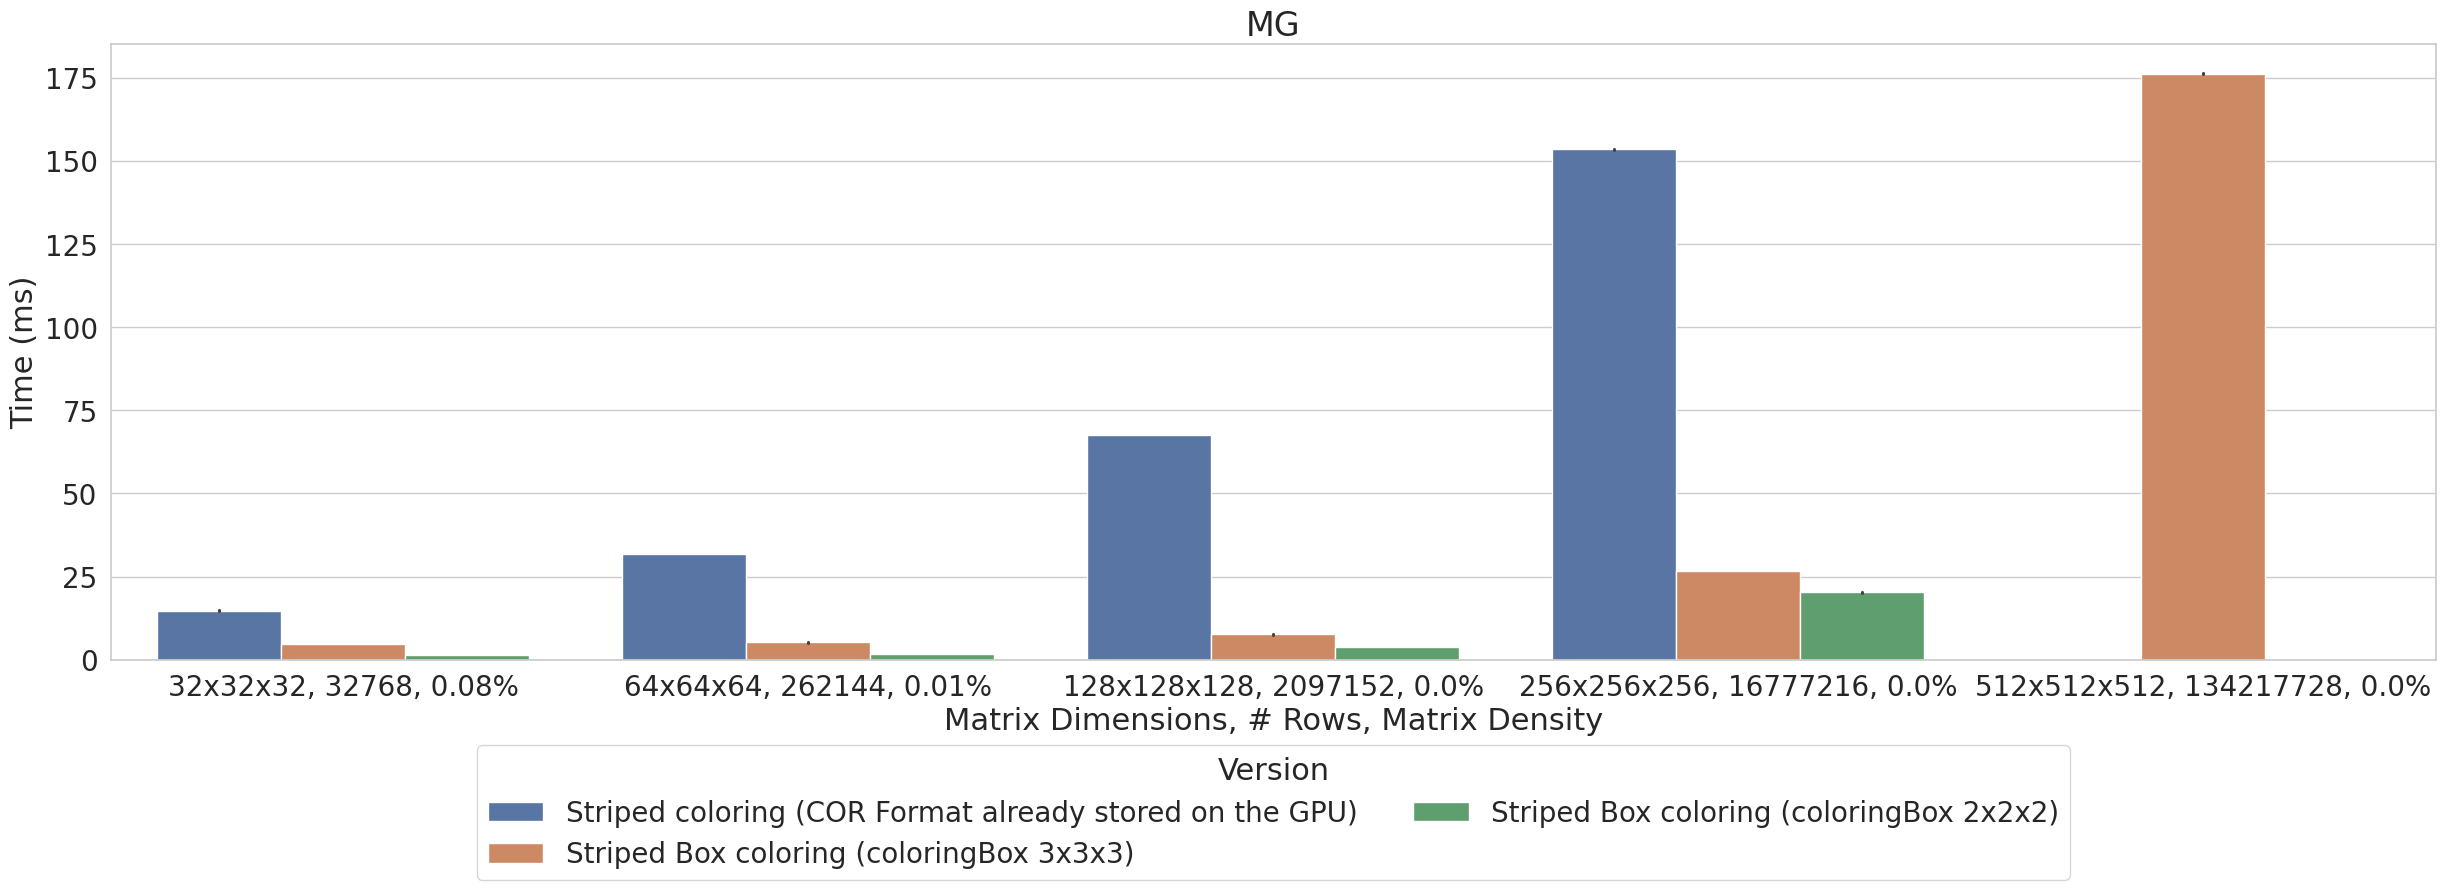 MG
175
150
125
100
75
50
25
0
Time (ms)
32x32x32, 32768, 0.08%
64x64x64, 262144, 0.01%
128x128x128, 2097152, 0.0%
256x256x256, 16777216, 0.0%
512x512x512, 134217728, 0.0%
Matrix Dimensions, # Rows, Matrix Density
Version
Striped coloring (COR Format already stored on the GPU)
Striped Box coloring (coloringBox 3x3x3)
Striped Box coloring (coloringBox 2x2x2)